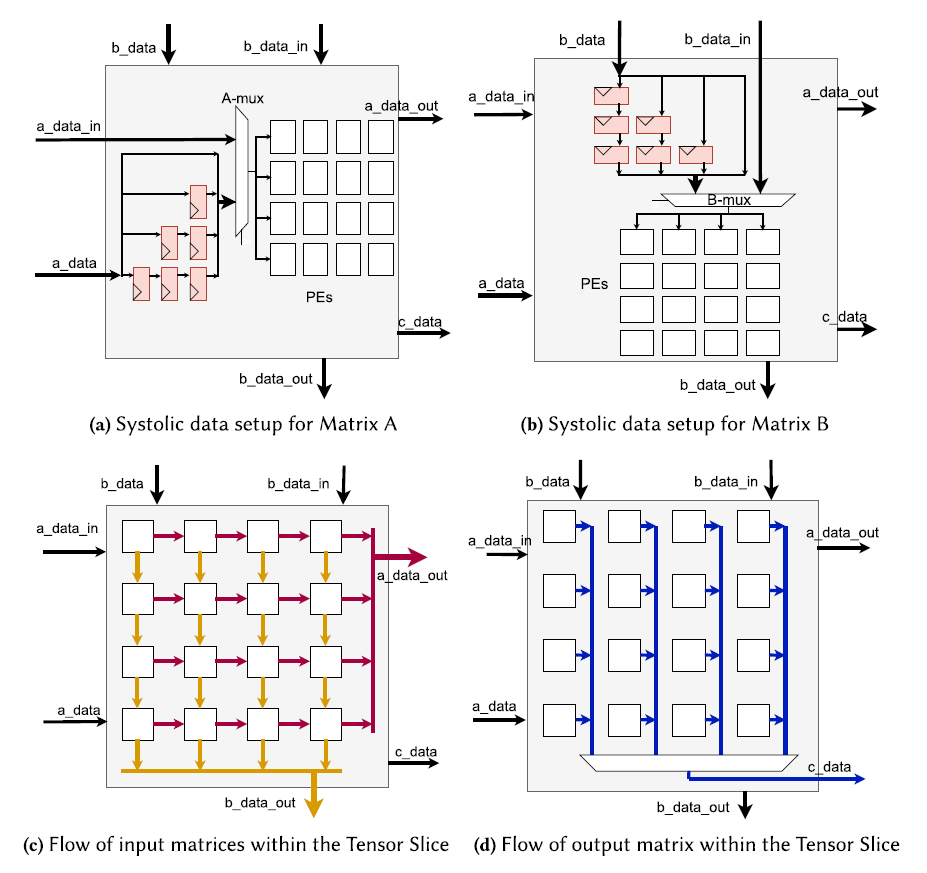 b_data
b_data_in
A-mux
a_data_out
a_data_in
a_data
PEs
c_data
b_data_out
(a) Systolic data setup for Matrix A
b_data
b_data_in
a_data_in
a_data_out
B-mux
a_data
PEs
c_data
b_data_out
(b) Systolic data setup for Matrix B
b_data
b_data_in
a_data_in
a_data_out
a_data
c_data
b_data_out
(c) Flow of input matrices within the Tensor Slice
b_data
b_data_in
a_data_in
a_data_out
a_data
c_data
b_data_out
(d) Flow of output matrix within the Tensor Slice